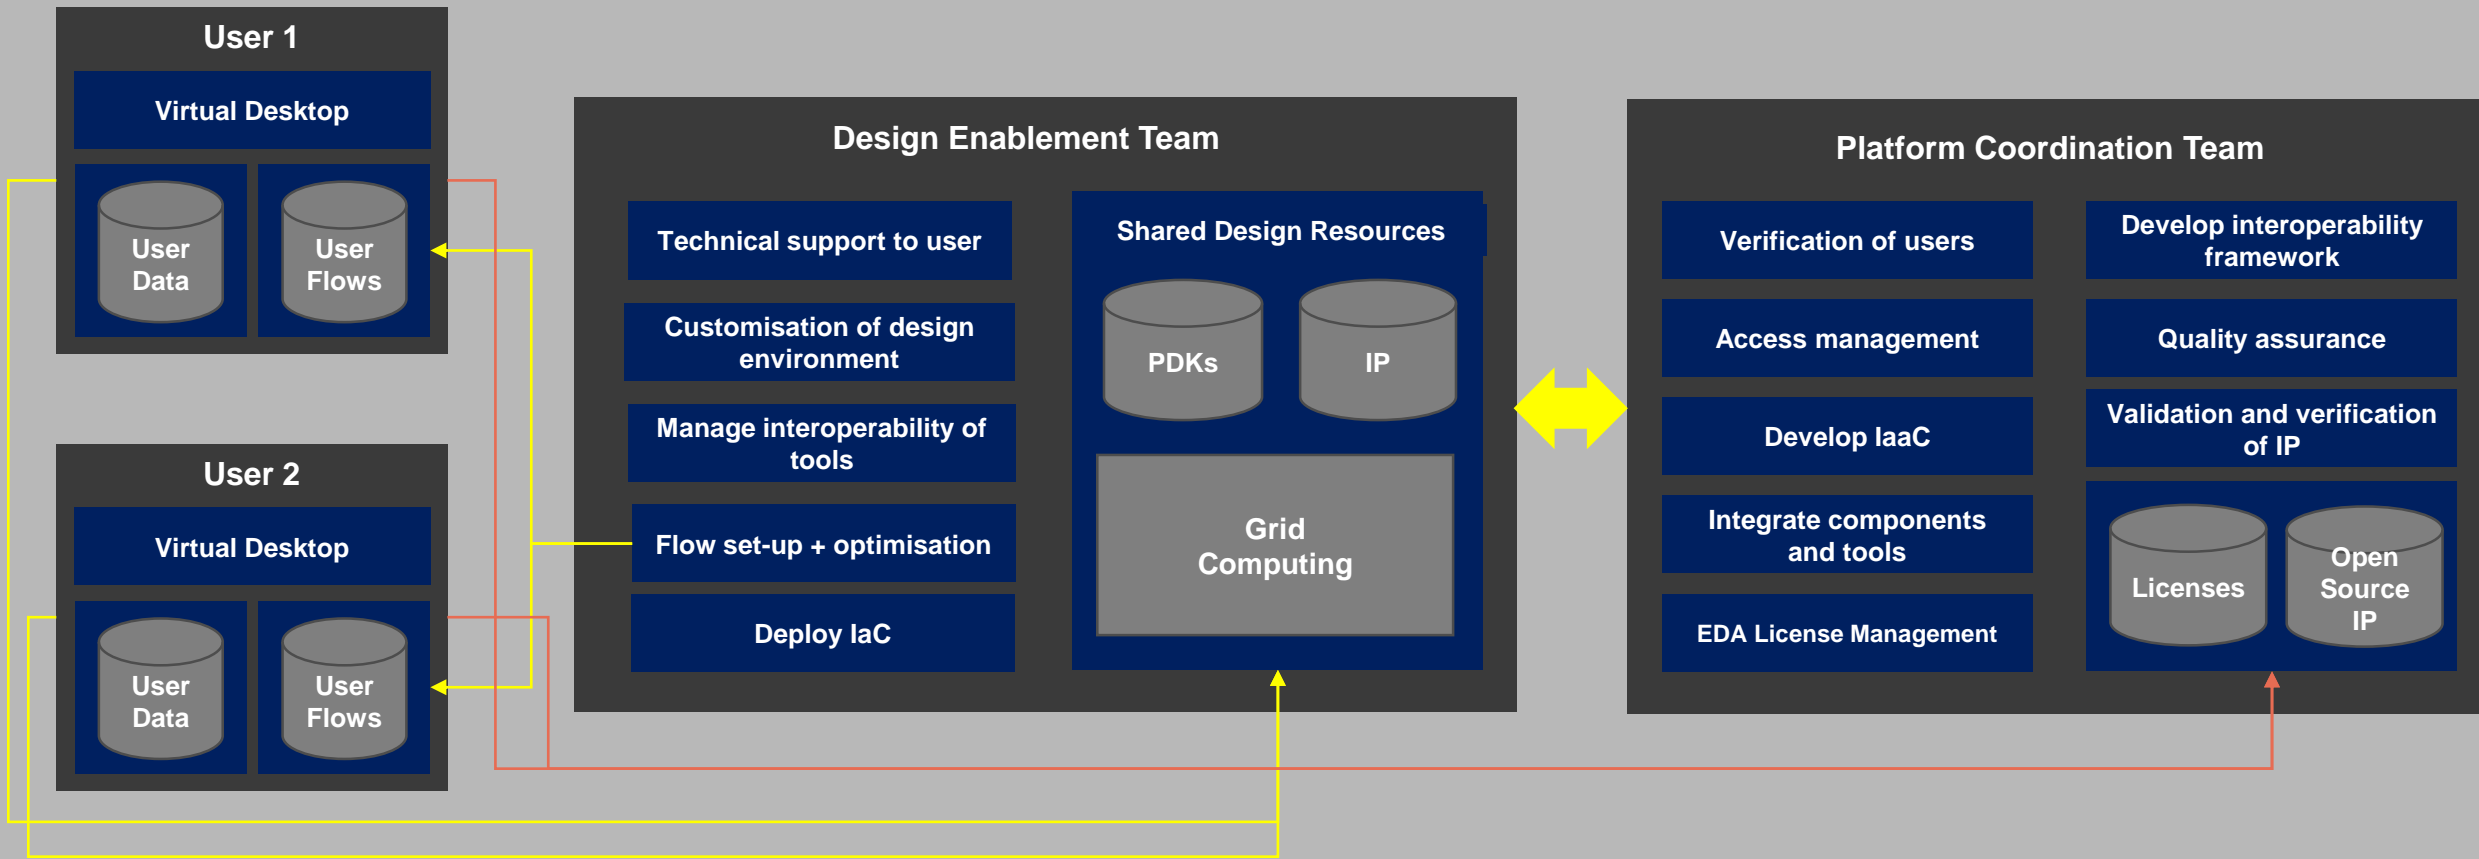 User 1
Virtual Desktop
User
Data
User
Flows
User 2
Virtual Desktop
User
Data
User
Flows
Design Enablement Team
Technical support to user
Customisation of design
environment
Manage interoperability of
tools
Flow set-up + optimisation
Deploy IaC
Shared Design Resources
PDKs
IP
Grid
Computing
Platform Coordination Team
Verification of users
Access management
Develop IaaC
Integrate components
and tools
EDA License Management
Develop interoperability
framework
Quality assurance
Validation and verification
of IP
Licenses
Open
Source
IP